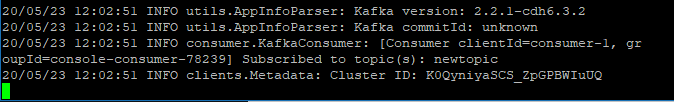 20/05/23 12:02:51 INFO utils.AppInfoParser: Kafka version: 2.2.1-cdh6.3.2
20/05/23 12:02:51 INFO utils.AppInfoParser: Kafka commitId: unknown
20/05/23 12:02:51 INFO consumer.KafkaConsumer: [Consumer clientId=consumer-1, gr
oupId=console-consumer-78239] Subscribed to topic(s): newtopic
20/05/23 12:02:51 INFO clients.Metadata: Cluster ID: K0QyniyaSCS_ZpGPBWIuUQ